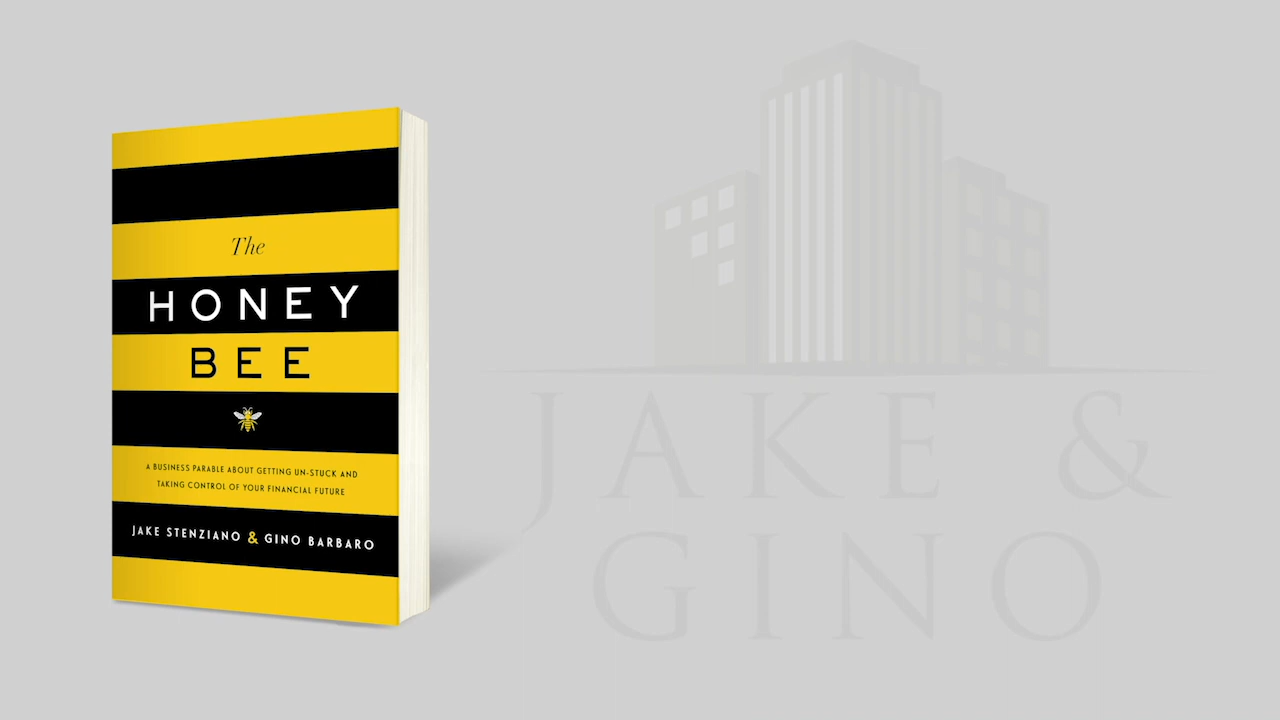 The
HONEY
BEE
A BUSINESS PARABLE ABOUT GETTING UN-STUCK AND
TAKING CONTROL OF YOUR FINANCIAL FUTURE
JAKE STENZIANO & GINO BARBARO
JAKE &
GINO